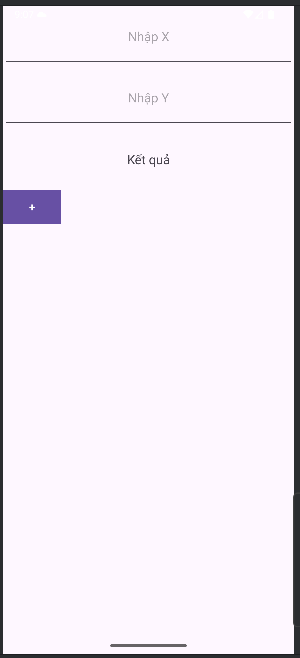 Nhập X
Nhập Y
Kết quả
+